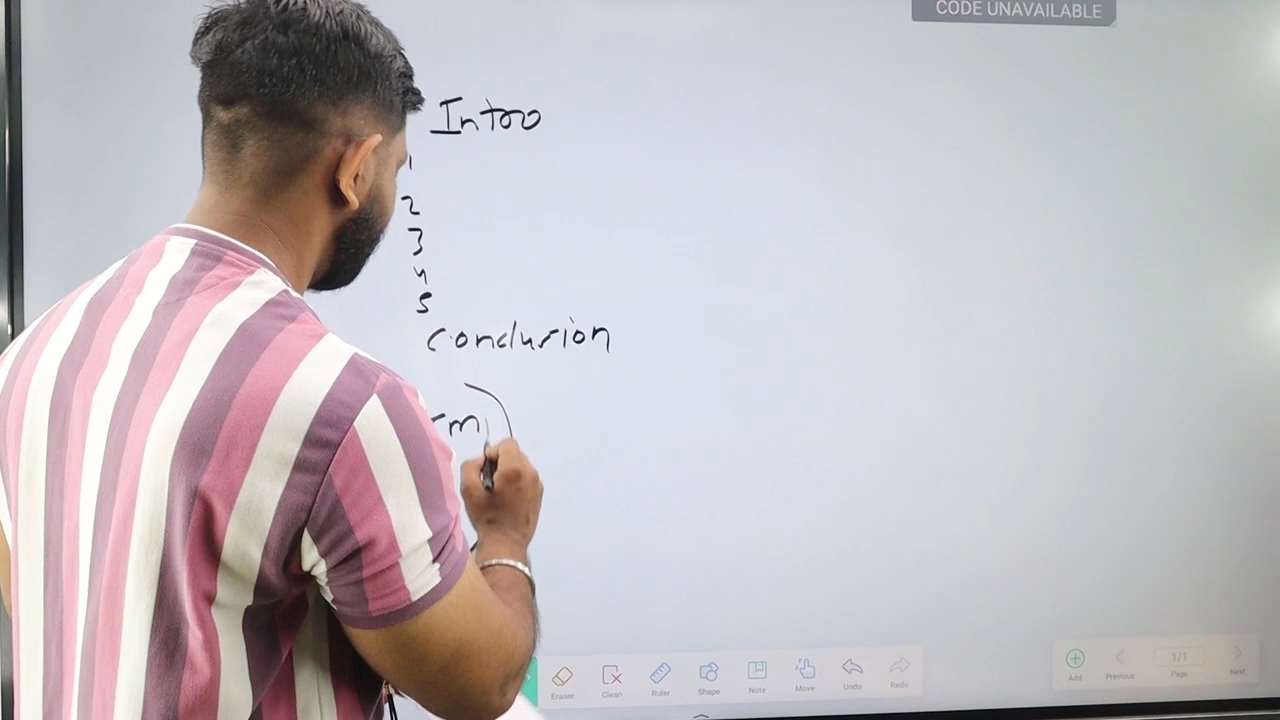 CODE UNAVAILABLE
Intro
1
2
3
4
5
Conclusion
Eraser
Clean
Ruler
Shape
Note
Move
Undo
Redo
Add
Previous
1/1
Page
Next